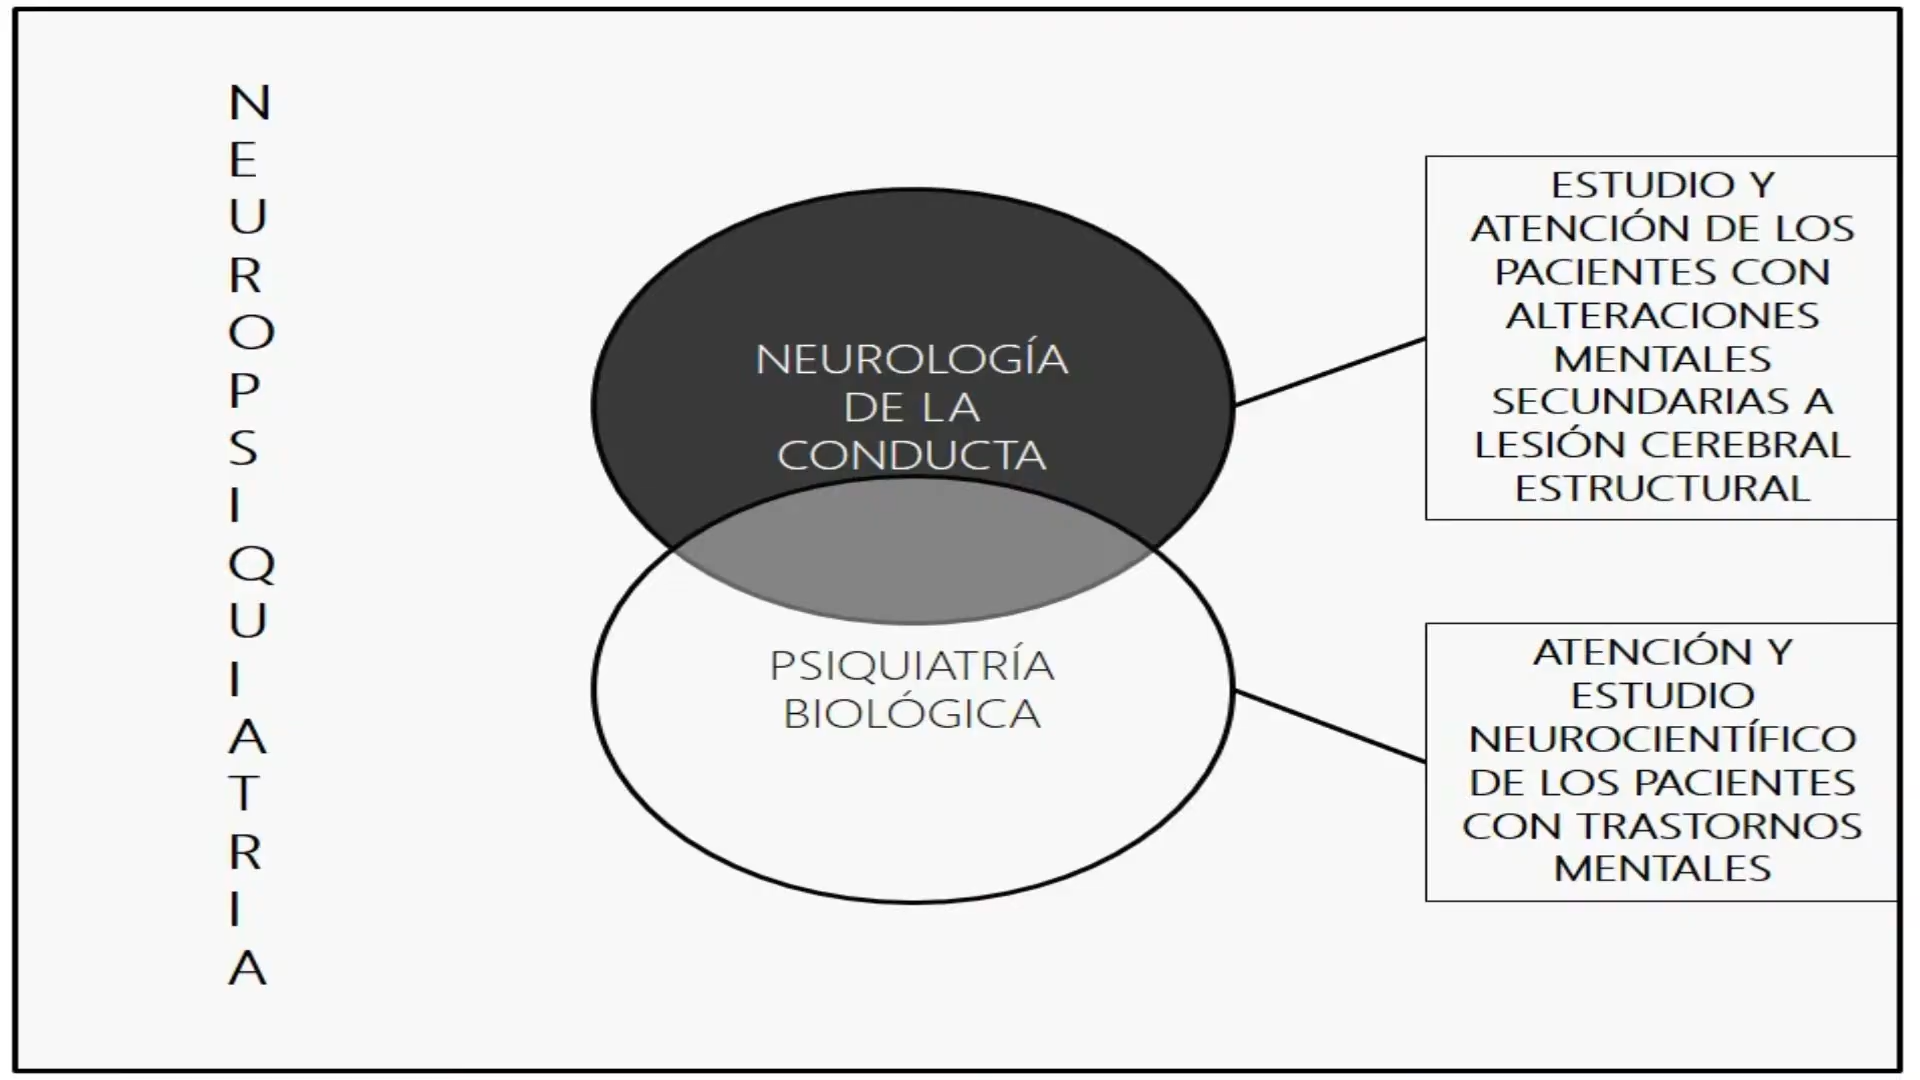 N
E
U
R
O
P
S
I
Q
U
I
A
T
R
I
A
NEUROLOGÍA
DE LA
CONDUCTA
PSIQUIATRÍA
BIOLÓGICA
ESTUDIO Y
ATENCIÓN DE LOS
PACIENTES CON
ALTERACIONES
MENTALES
SECUNDARIAS A
LESIÓN CEREBRAL
ESTRUCTURAL
ATENCIÓN Y
ESTUDIO
NEUROCIENTÍFICO
DE LOS PACIENTES
CON TRASTORNOS
MENTALES